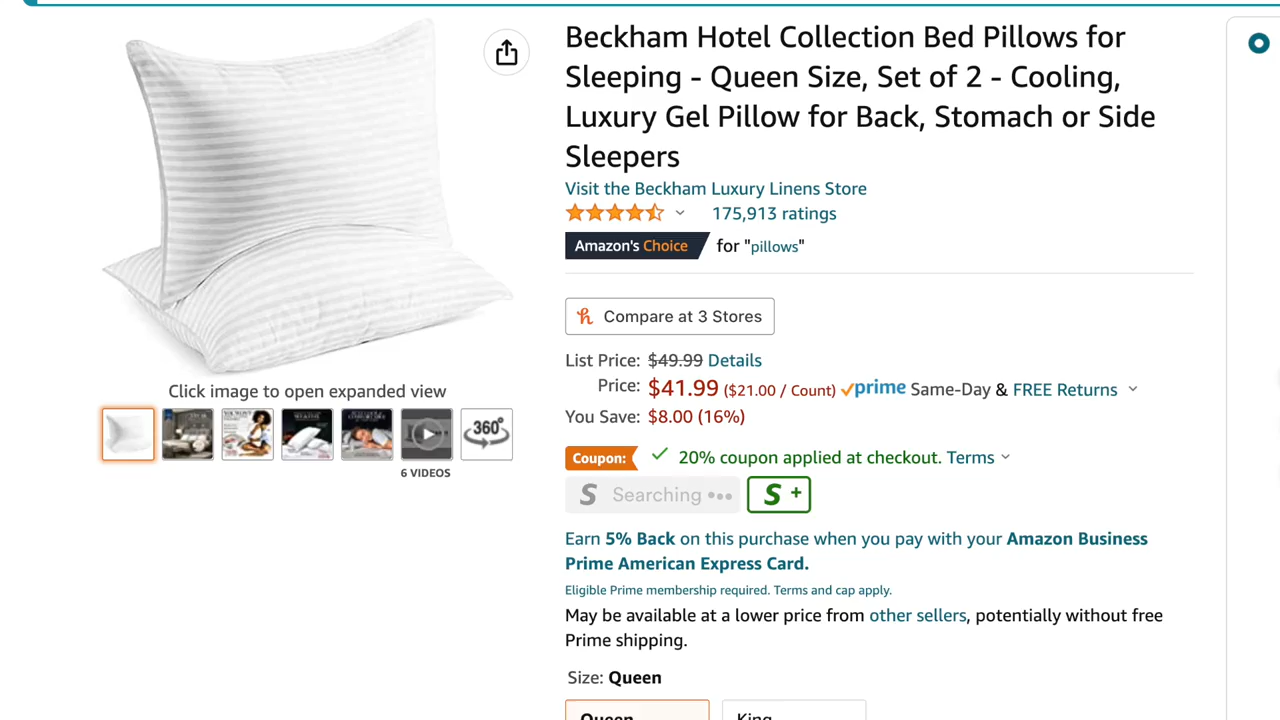 Beckham Hotel Collection Bed Pillows for
Sleeping - Queen Size, Set of 2 - Cooling,
Luxury Gel Pillow for Back, Stomach or Side
Sleepers
Visit the Beckham Luxury Linens Store
175,913 ratings
Amazon's Choice for "pillows"
Compare at 3 Stores
List Price: $49.99 Details
Price: $41.99 ($21.00 / Count) prime Same-Day & FREE Returns
You Save: $8.00 (16%)
Coupon: 20% coupon applied at checkout. Terms
S Searching ••• S +
Earn 5% Back on this purchase when you pay with your Amazon Business
Prime American Express Card.
Eligible Prime membership required. Terms and cap apply.
May be available at a lower price from other sellers, potentially without free
Prime shipping.
Size: Queen
Queen King
Click image to open expanded view
360°
6 VIDEOS